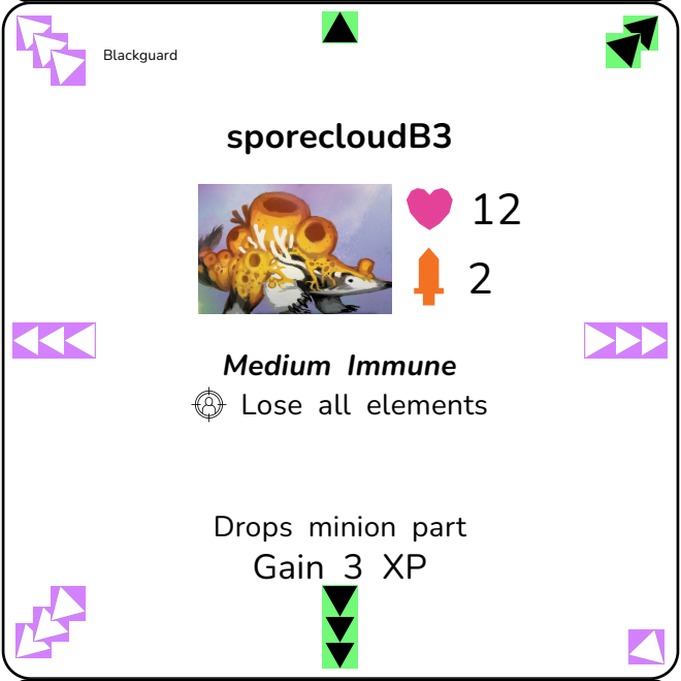 Blackguard
sporecloudB3
12
2
Medium Immune
Lose all elements
Drops minion part
Gain 3 XP